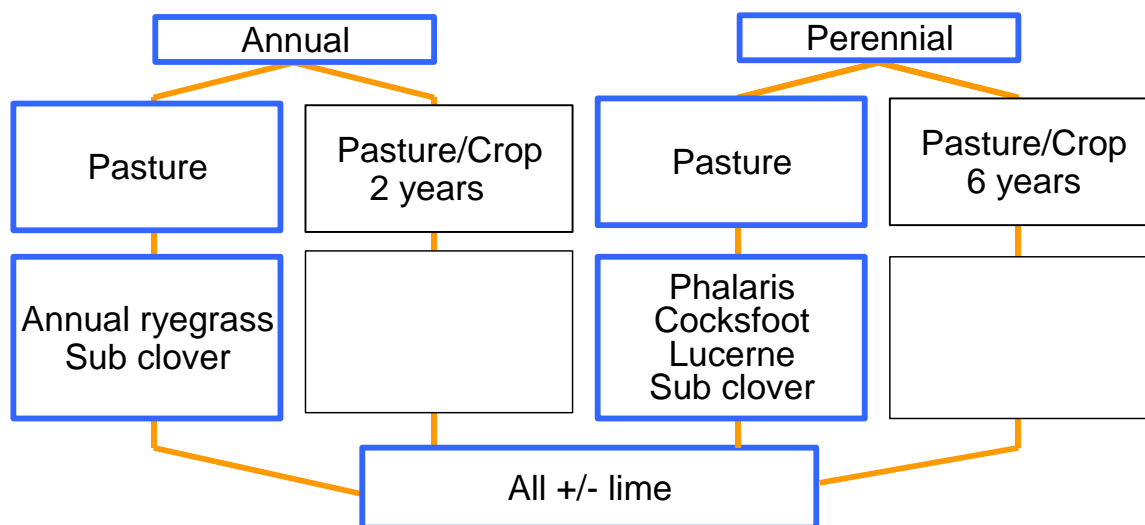 Annual
Perennial
Pasture
Pasture/Crop
2 years
Pasture
Pasture/Crop
6 years
Annual ryegrass
Sub clover
Phalaris
Cocksfoot
Lucerne
Sub clover
All +/- lime